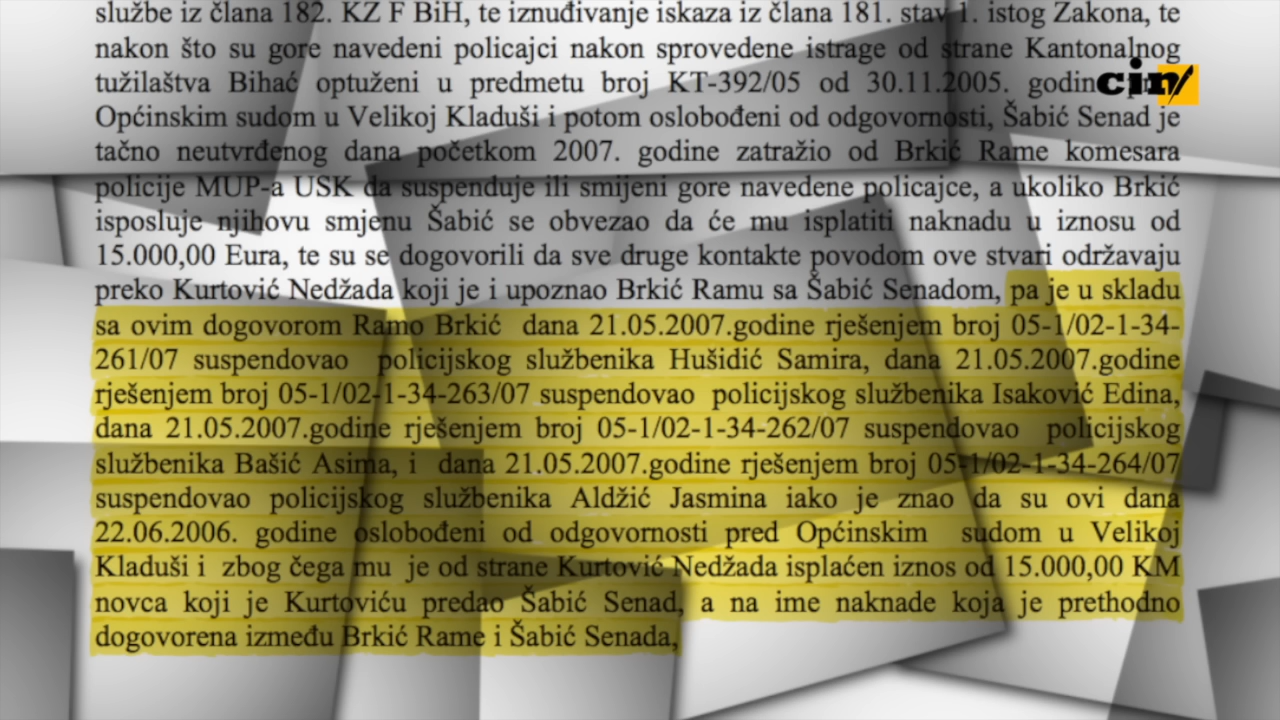 službe iz člana 182. KZ F BiH, te iznuđivanje iskaza iz člana 181. stav 1. istog Zakona, te
nakon što su gore navedeni policajci nakon sprovedene istrage od strane Kantonalnog
tužilaštva Bihać optuženi u predmetu broj KT-392/05 od 30.11.2005. godin
cin
Općinskim sudom u Velikoj Kladuši i potom oslobođeni od odgovornosti, Šabić Senad je
tačno neutvrđenog dana početkom 2007. godine zatražio od Brkić Rame komesara
policije MUP-a USK da suspenduje ili smijeni gore navedene policajce, a ukoliko Brkić
isposluje njihovu smjenu Šabić se obvezao da će mu isplatiti naknadu u iznosu od
15.000,00 Eura, te su se dogovorili da sve druge kontakte povodom ove stvari održavaju
preko Kurtović Nedžada koji je i upoznao Brkić Ramu sa Šabić Senadom, pa je u skladu
sa ovim dogovorom Ramo Brkić dana 21.05.2007.godine rješenjem broj 05-1/02-1-34-
261/07 suspendovao policijskog službenika Hušidić Samira, dana 21.05.2007.godine
rješenjem broj 05-1/02-1-34-263/07 suspendovao policijskog službenika Isaković Edina,
dana 21.05.2007.godine rješenjem broj 05-1/02-1-34-262/07 suspendovao policijskog
službenika Bašić Asima, i dana 21.05.2007.godine rješenjem broj 05-1/02-1-34-264/07
suspendovao policijskog službenika Aldžić Jasmina iako je znao da su ovi dana
22.06.2006. godine oslobođeni od odgovornosti pred Općinskim sudom u Velikoj
Kladuši i zbog čega mu je od strane Kurtović Nedžada isplaćen iznos od 15.000,00 KM
novca koji je Kurtoviću predao Šabić Senad, a na ime naknade koja je prethodno
dogovorena između Brkić Rame i Šabić Senada,